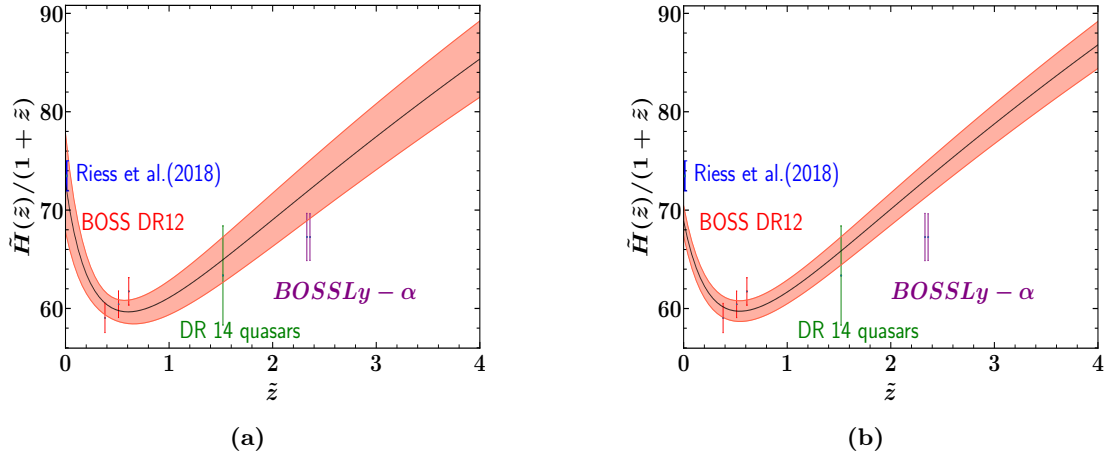 90
80
70
60
H̃(z̃)/(1 + z̃)
Riess et al.(2018)
BOSS DR12
BOSSLy − α
DR 14 quasars
0 1 2 3 4
z̃
(a)
90
80
70
60
H̃(z̃)/(1 + z̃)
Riess et al.(2018)
BOSS DR12
BOSSLy − α
DR 14 quasars
0 1 2 3 4
z̃
(b)